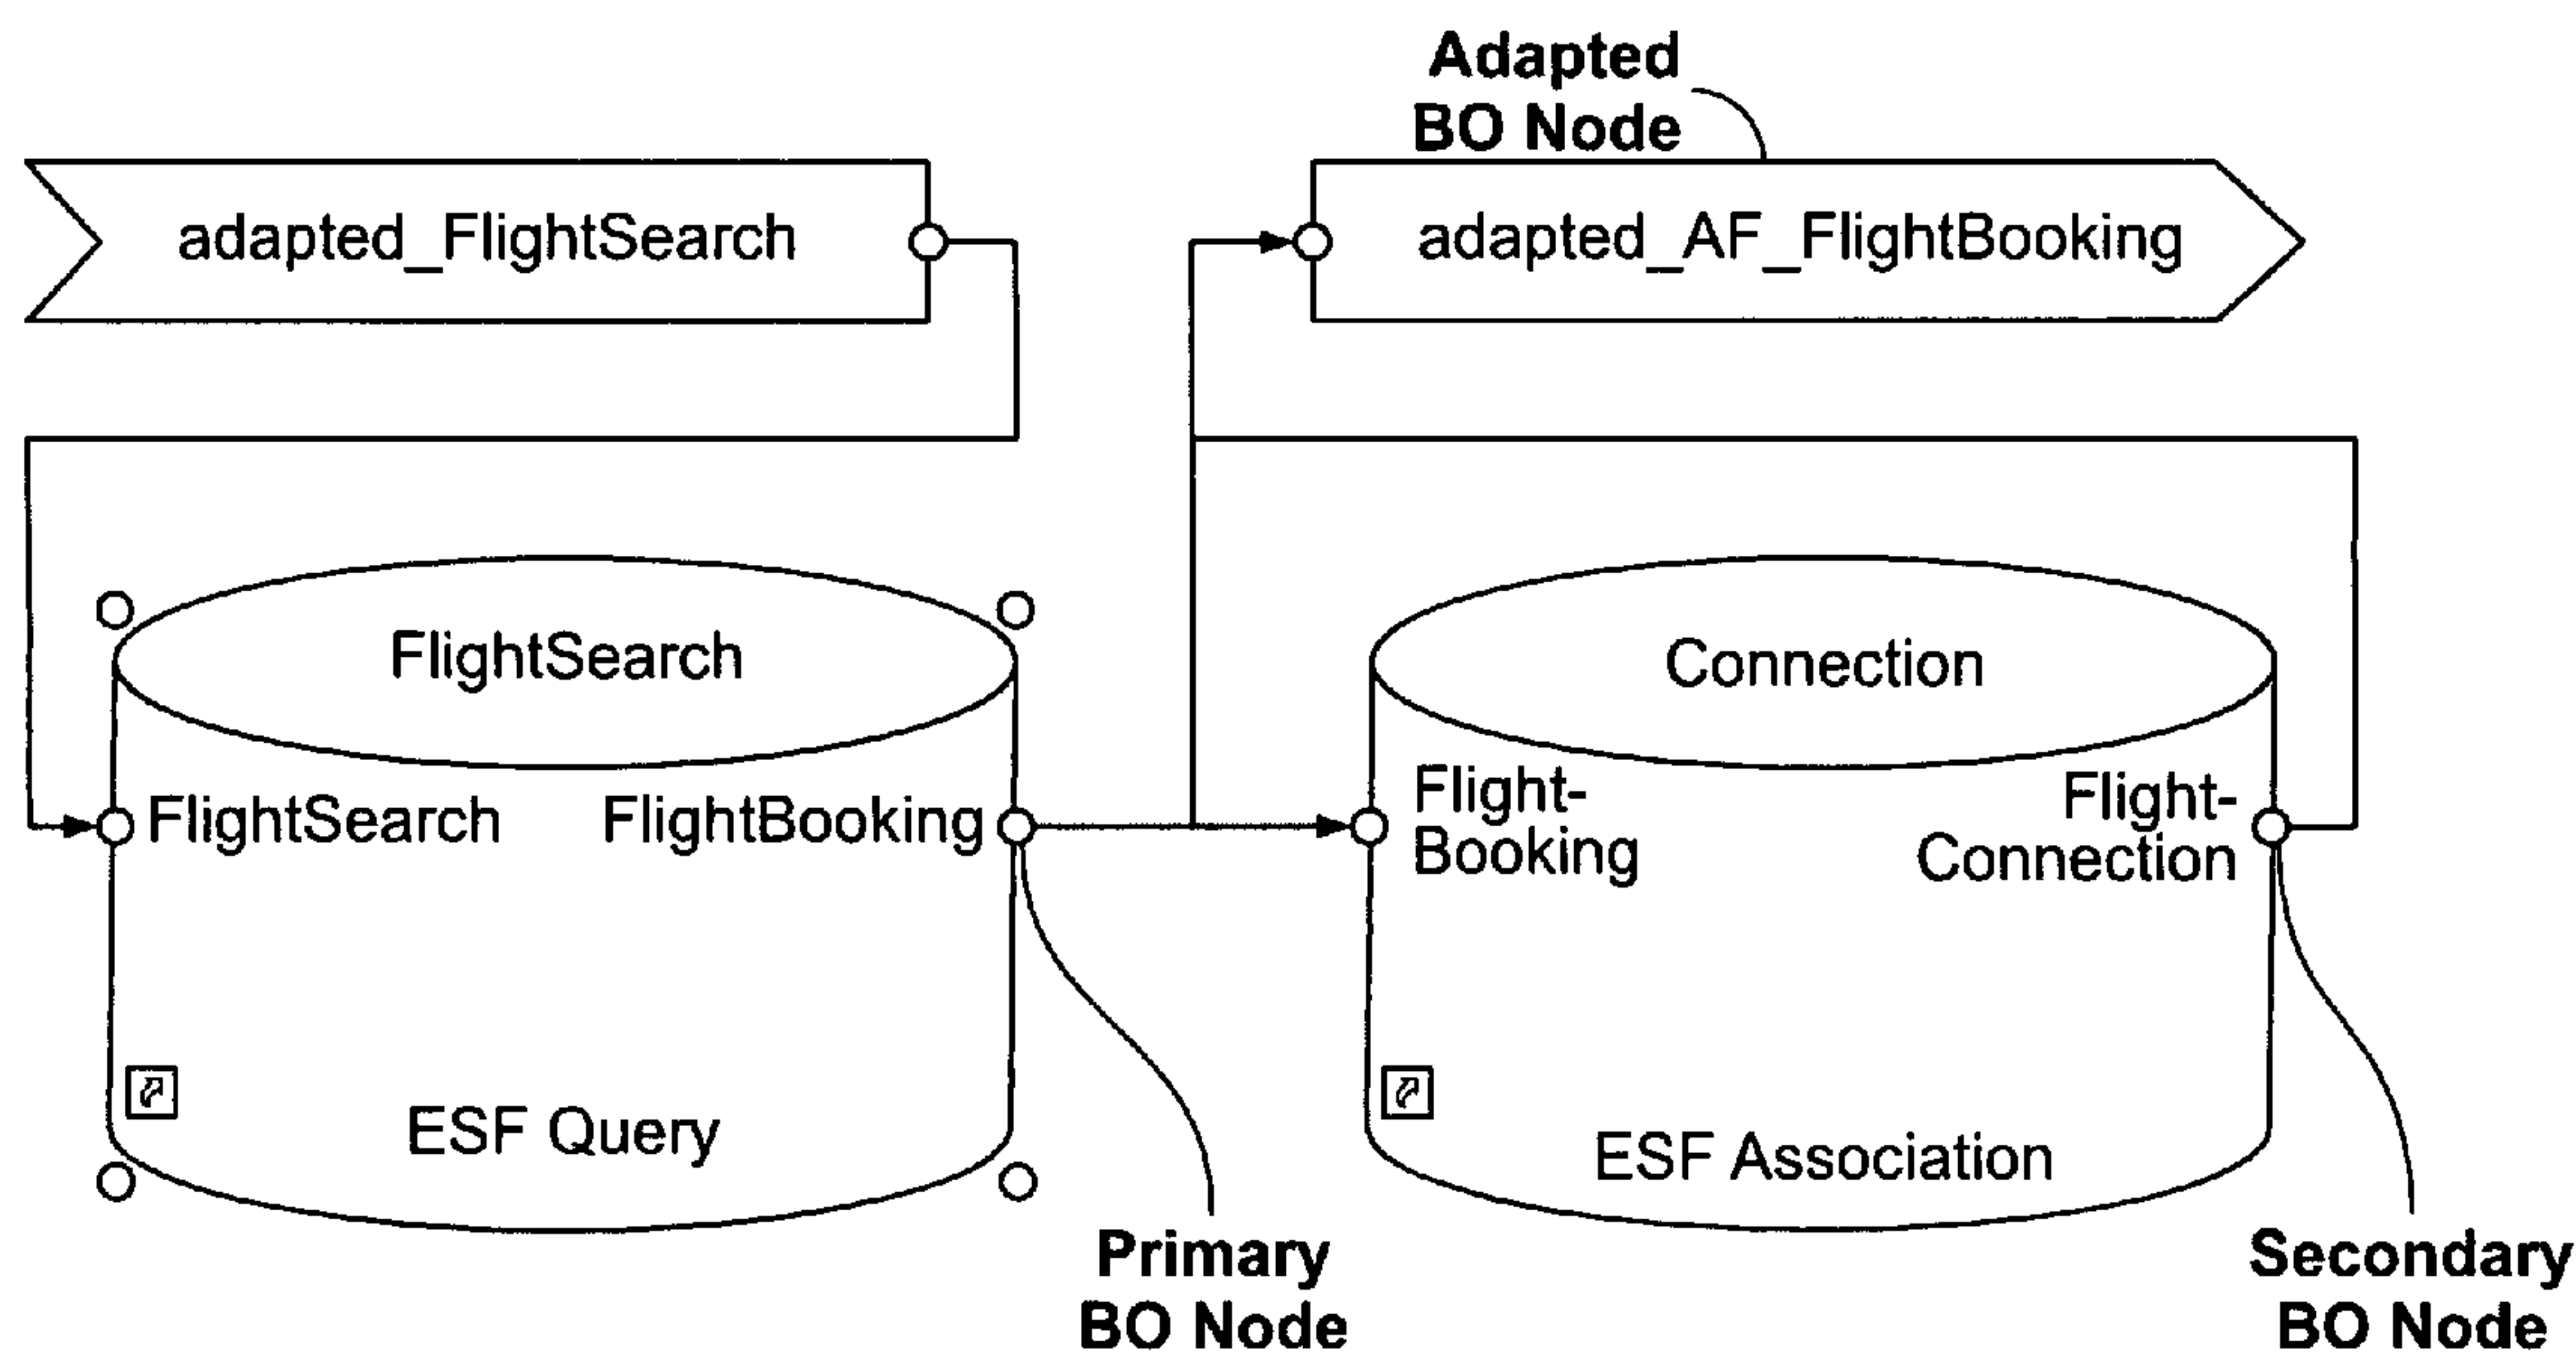 Adapted
BO Node
adapted_FlightSearch
adapted_AF_FlightBooking
FlightSearch
Connection
FlightSearch
FlightBooking
Flight-
Booking
Flight-
Connection
ESF Query
ESF Association
Primary
BO Node
Secondary
BO Node